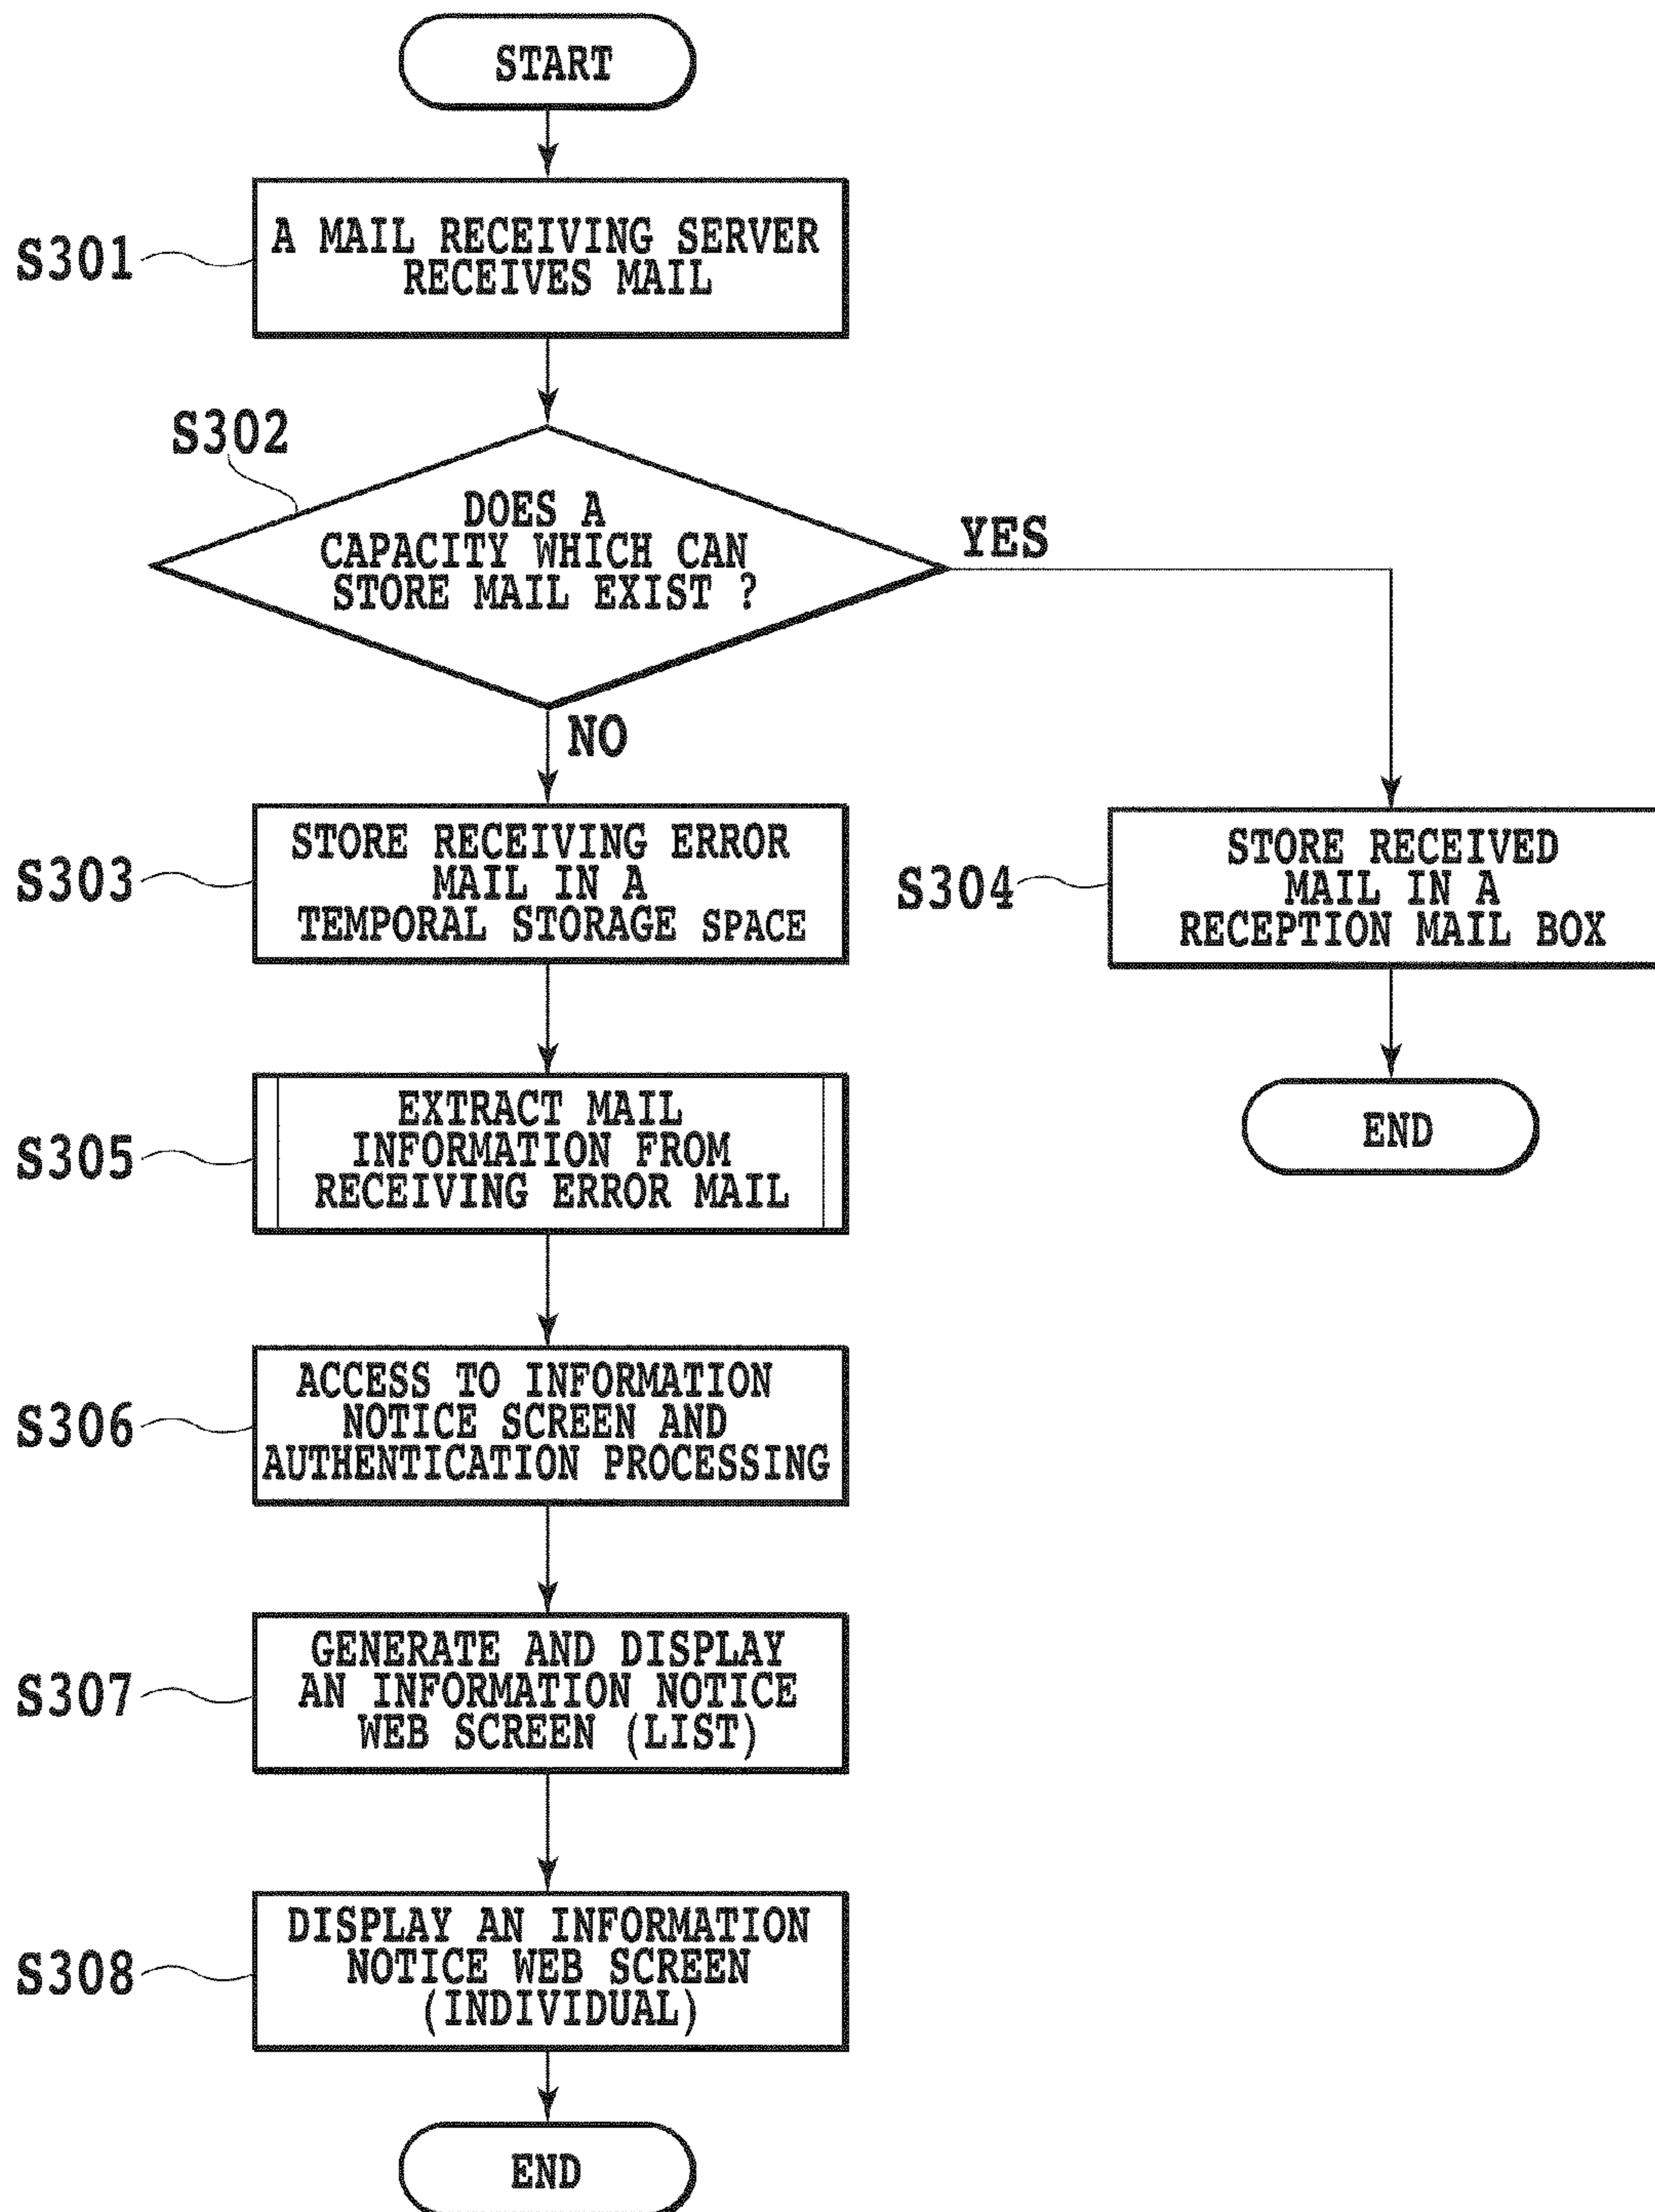 START
S301
A MAIL RECEIVING SERVER
RECEIVES MAIL
S302
DOES A
CAPACITY WHICH CAN
STORE MAIL EXIST ?
YES
NO
S303
STORE RECEIVING ERROR
MAIL IN A
TEMPORAL STORAGE SPACE
S304
STORE RECEIVED
MAIL IN A
RECEPTION MAIL BOX
END
S305
EXTRACT MAIL
INFORMATION FROM
RECEIVING ERROR MAIL
S306
ACCESS TO INFORMATION
NOTICE SCREEN AND
AUTHENTICATION PROCESSING
S307
GENERATE AND DISPLAY
AN INFORMATION NOTICE
WEB SCREEN (LIST)
S308
DISPLAY AN INFORMATION
NOTICE WEB SCREEN
(INDIVIDUAL)
END